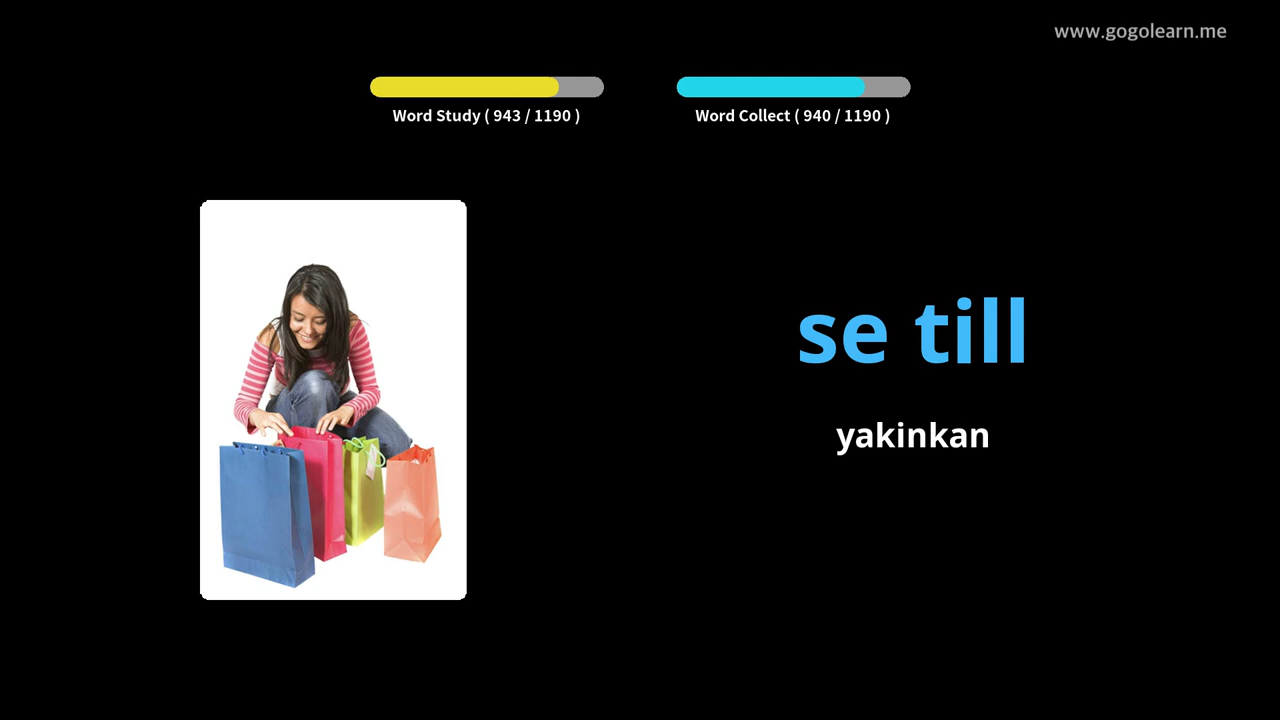 www.gogolearn.me
Word Study ( 943 / 1190 )
Word Collect ( 940 / 1190 )
se till
yakinkan